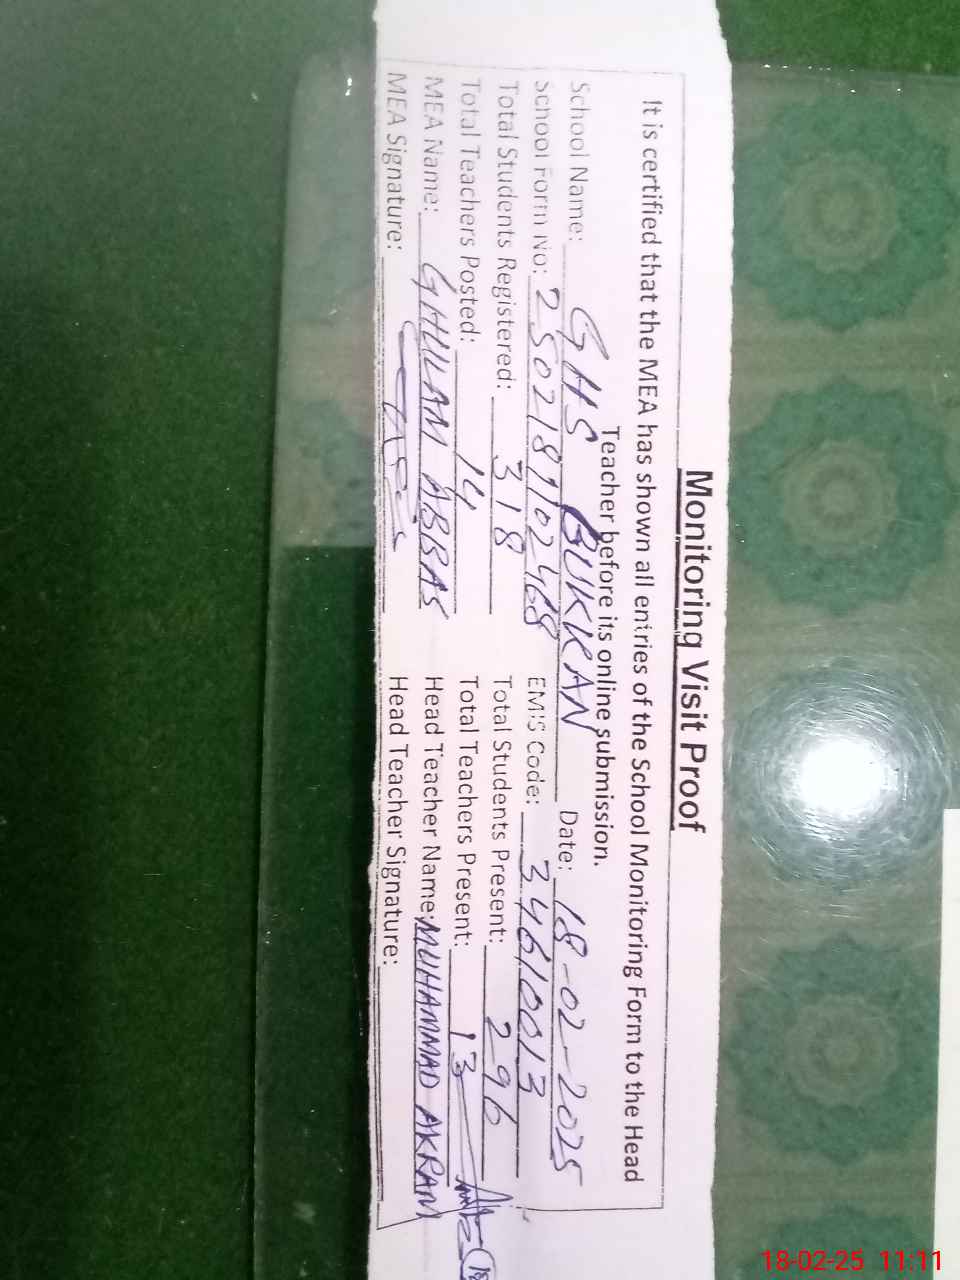 Monitoring Visit Proof
It is certified that the MEA has shown all entries of the School Monitoring Form to the Head
Teacher before its online submission.
School Name: GHS BUKKAN Date: 18-02-2025
School Form No: 2502181102468 EMIS Code: 34610013
Total Students Registered: 318 Total Students Present: 296
Total Teachers Posted: 14 Total Teachers Present: 13
MEA Name: GHULAM ABBAS Head Teacher Name: MUHAMMAD AKRAM
MEA Signature: Head Teacher Signature:
18-02-25 11:11